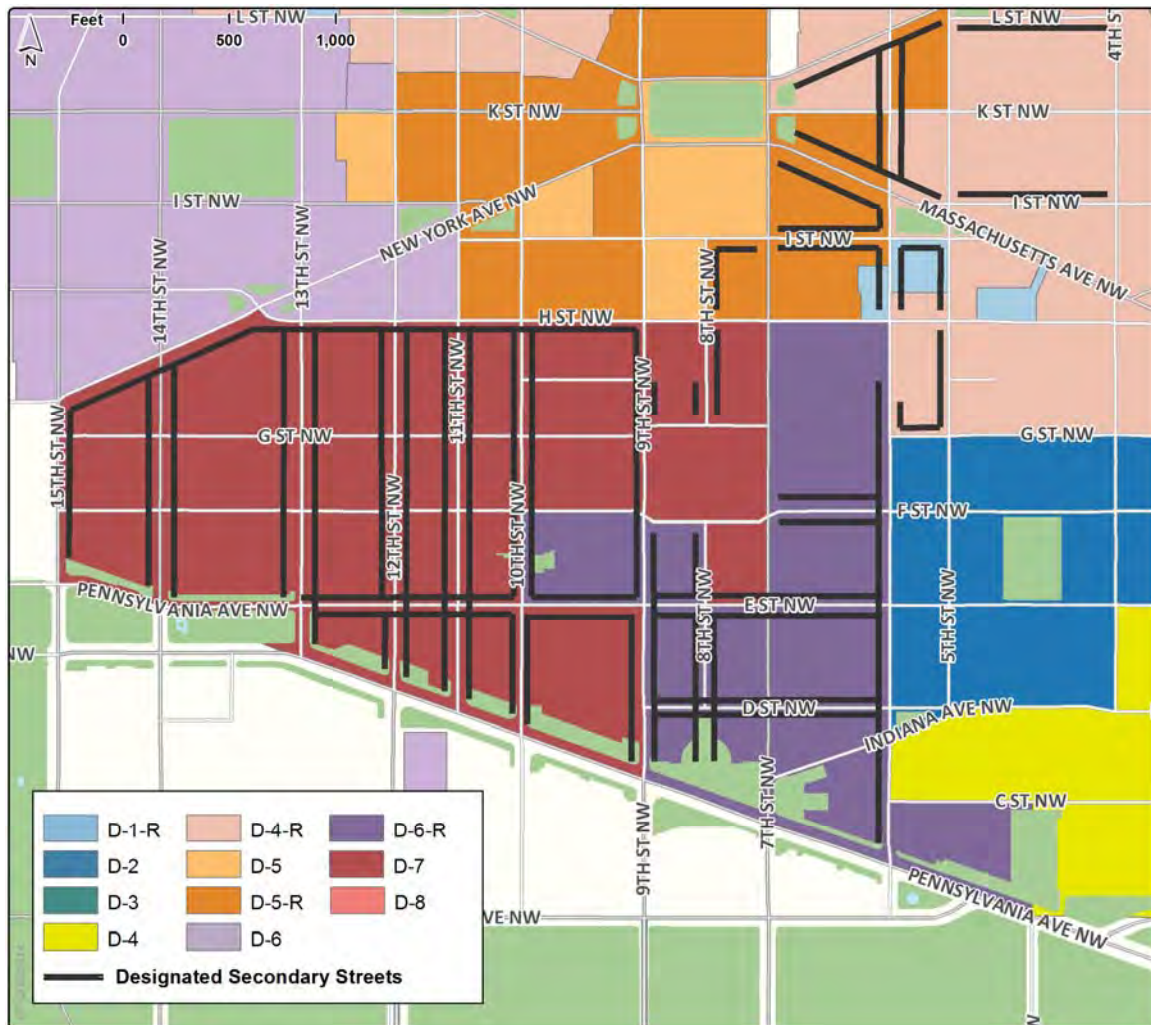 Feet
0 500 1,000
N
L ST NW
L ST NW
4TH ST
K ST NW
K ST NW
I ST NW
I ST NW
NEW YORK AVE NW
MASSACHUSETTS AVE NW
I ST NW
14TH ST NW
13TH ST NW
8TH ST NW
H ST NW
15TH ST NW
G ST NW
11TH ST NW
9TH ST NW
G ST NW
12TH ST NW
10TH ST NW
F ST NW
PENNSYLVANIA AVE NW
E ST NW
8TH ST NW
5TH ST NW
NW
D ST NW
INDIANA AVE NW
7TH ST NW
C ST NW
9TH ST NW
PENNSYLVANIA AVE NW
VE NW
D-1-R D-4-R D-6-R
D-2 D-5 D-7
D-3 D-5-R D-8
D-4 D-6
Designated Secondary Streets